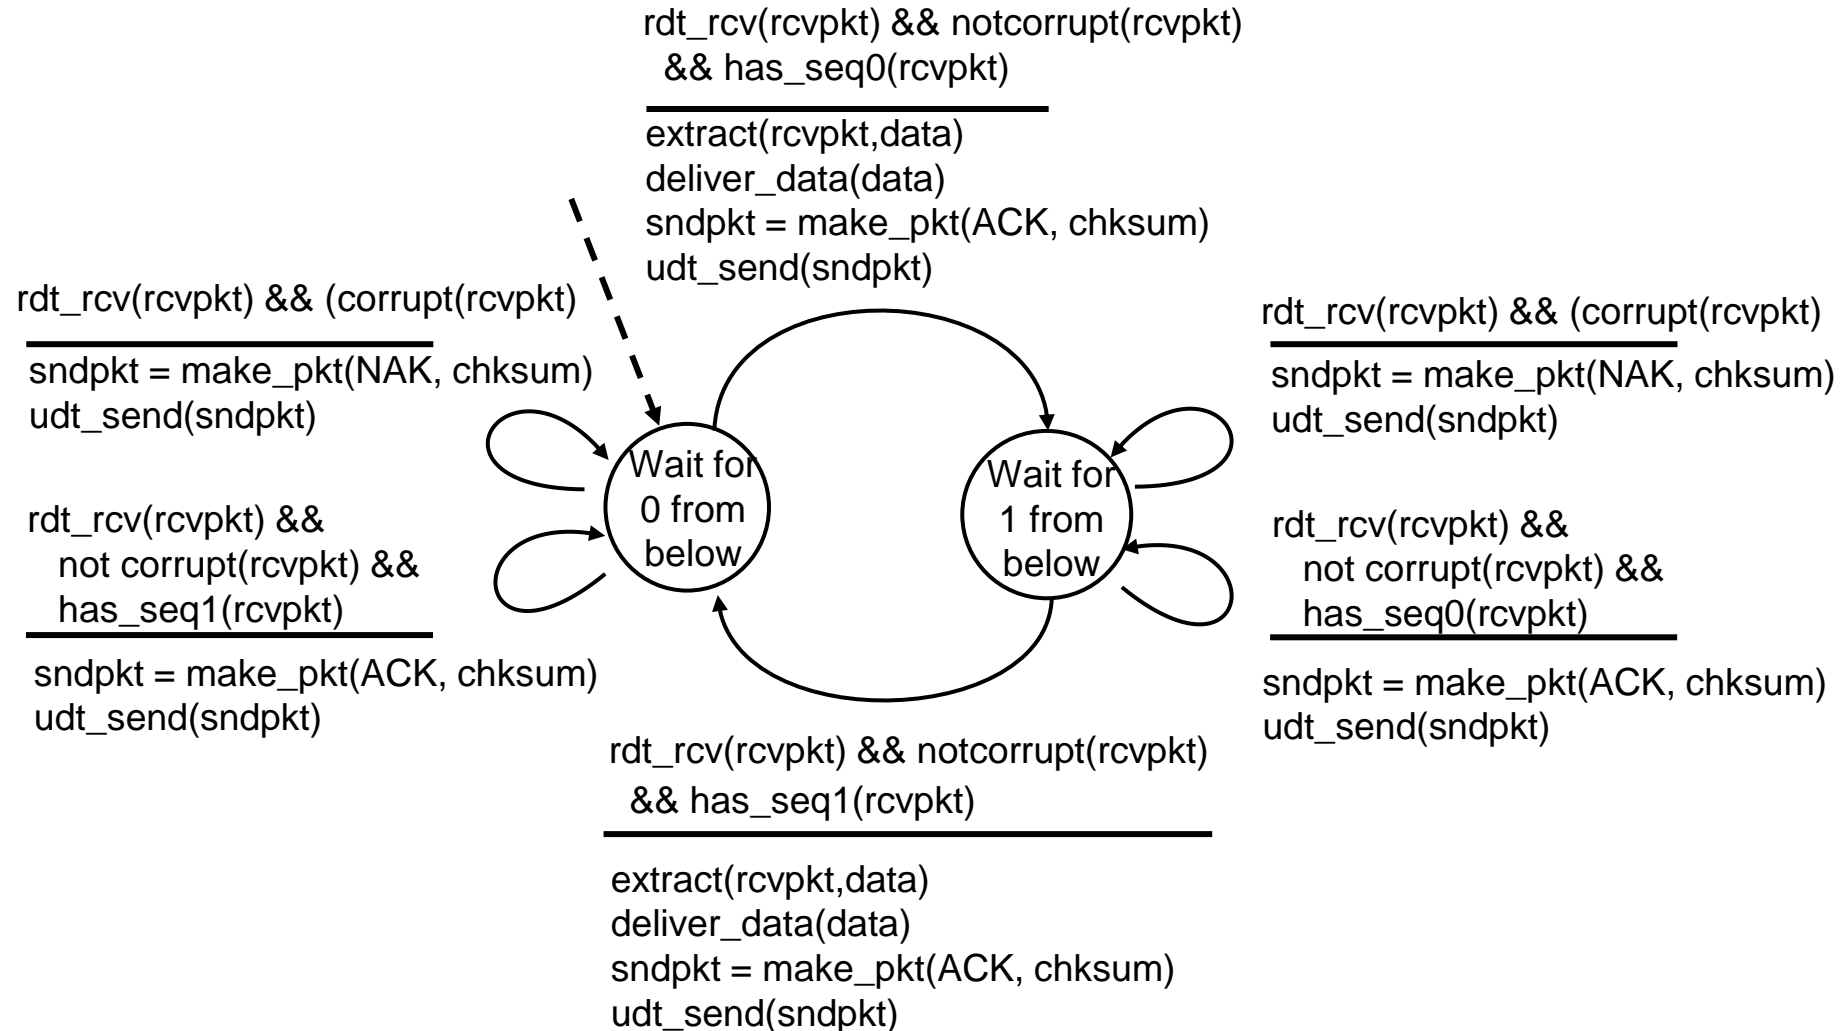 rdt_rcv(rcvpkt) && notcorrupt(rcvpkt)
&& has_seq0(rcvpkt)
extract(rcvpkt,data)
deliver_data(data)
sndpkt = make_pkt(ACK, chksum)
udt_send(sndpkt)
rdt_rcv(rcvpkt) && (corrupt(rcvpkt)
sndpkt = make_pkt(NAK, chksum)
udt_send(sndpkt)
rdt_rcv(rcvpkt) &&
not corrupt(rcvpkt) &&
has_seq1(rcvpkt)
sndpkt = make_pkt(ACK, chksum)
udt_send(sndpkt)
Wait for
0 from
below
Wait for
1 from
below
rdt_rcv(rcvpkt) && (corrupt(rcvpkt)
sndpkt = make_pkt(NAK, chksum)
udt_send(sndpkt)
rdt_rcv(rcvpkt) &&
not corrupt(rcvpkt) &&
has_seq0(rcvpkt)
sndpkt = make_pkt(ACK, chksum)
udt_send(sndpkt)
rdt_rcv(rcvpkt) && notcorrupt(rcvpkt)
&& has_seq1(rcvpkt)
extract(rcvpkt,data)
deliver_data(data)
sndpkt = make_pkt(ACK, chksum)
udt_send(sndpkt)